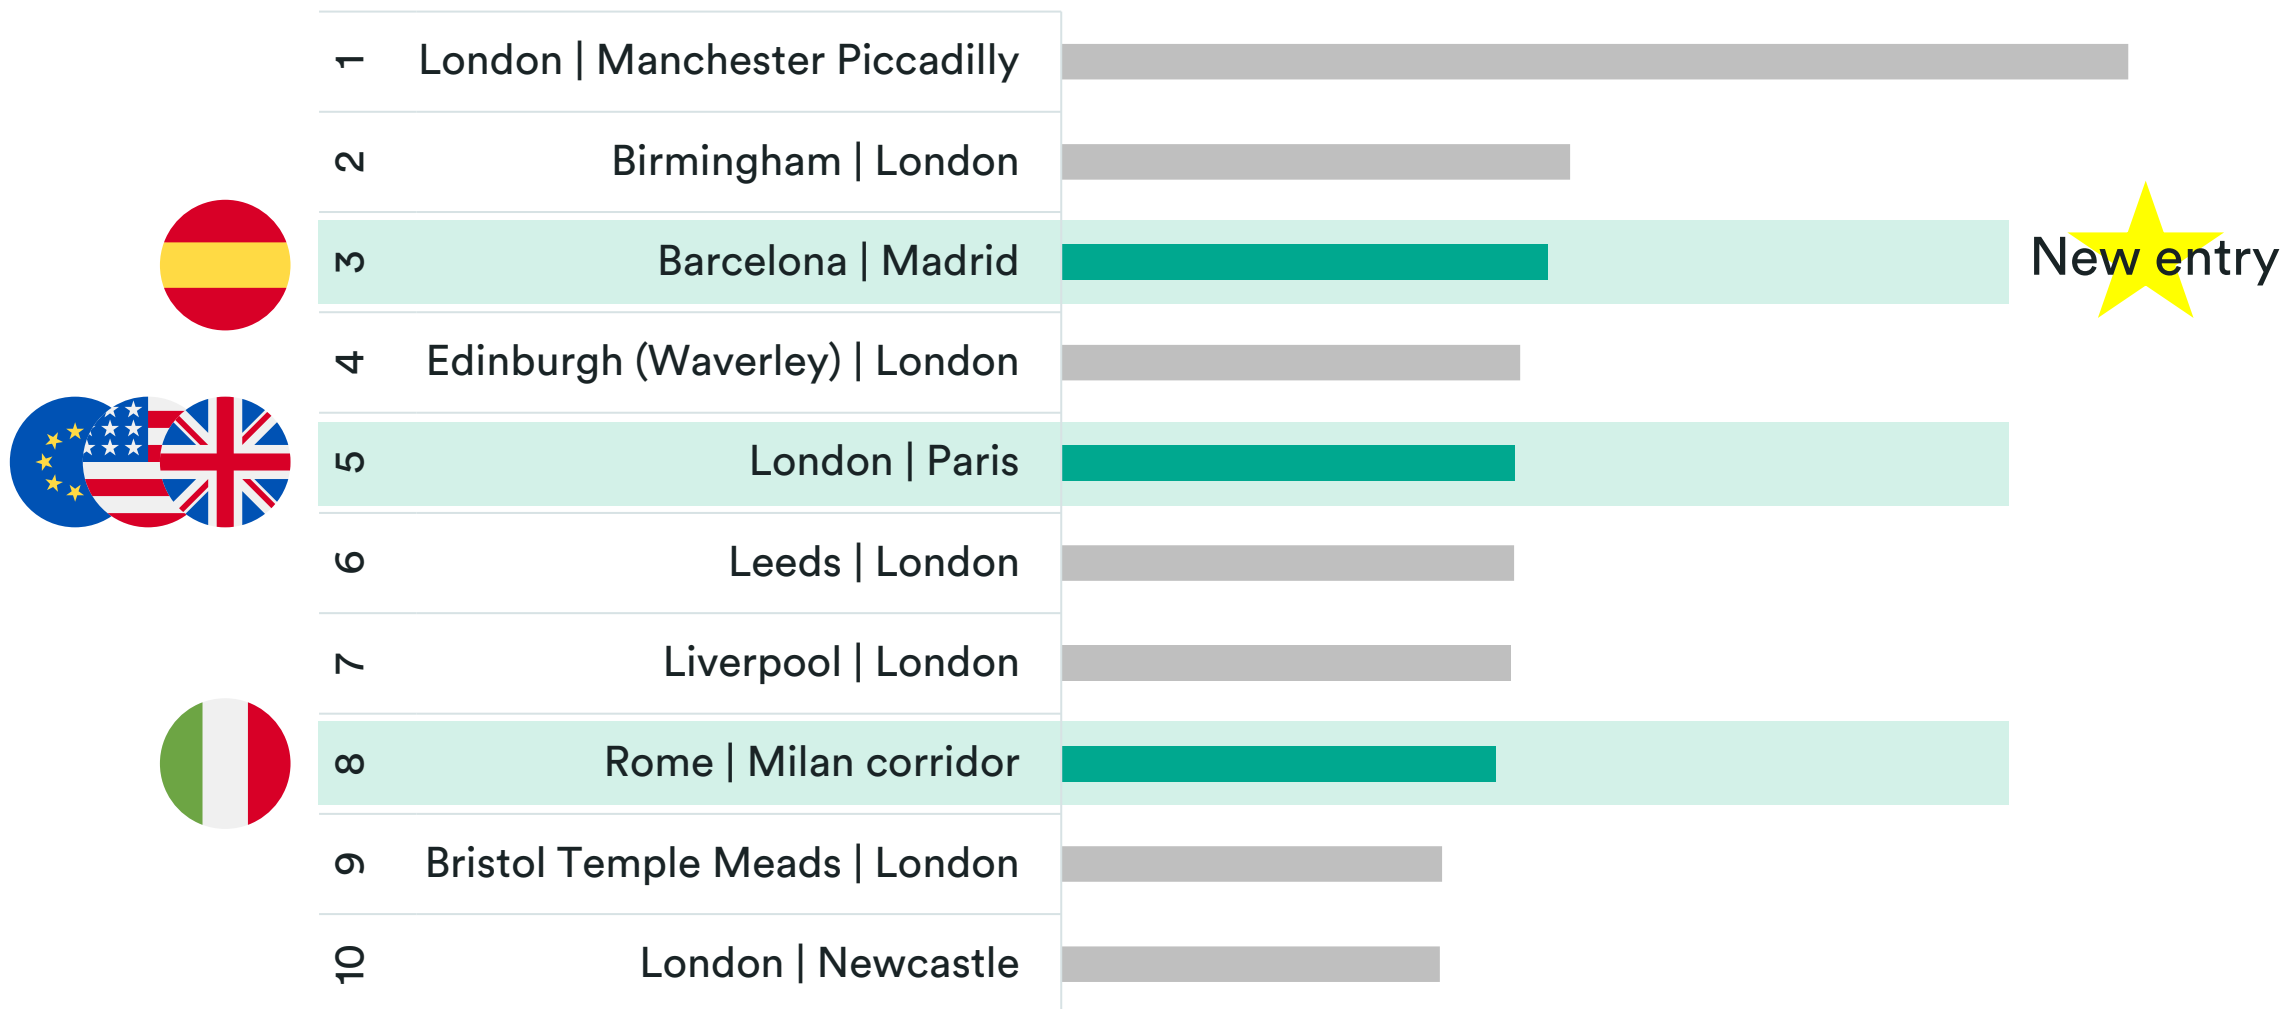 1 London | Manchester Piccadilly
2 Birmingham | London
3 Barcelona | Madrid New entry
4 Edinburgh (Waverley) | London
5 London | Paris
6 Leeds | London
7 Liverpool | London
8 Rome | Milan corridor
9 Bristol Temple Meads | London
10 London | Newcastle